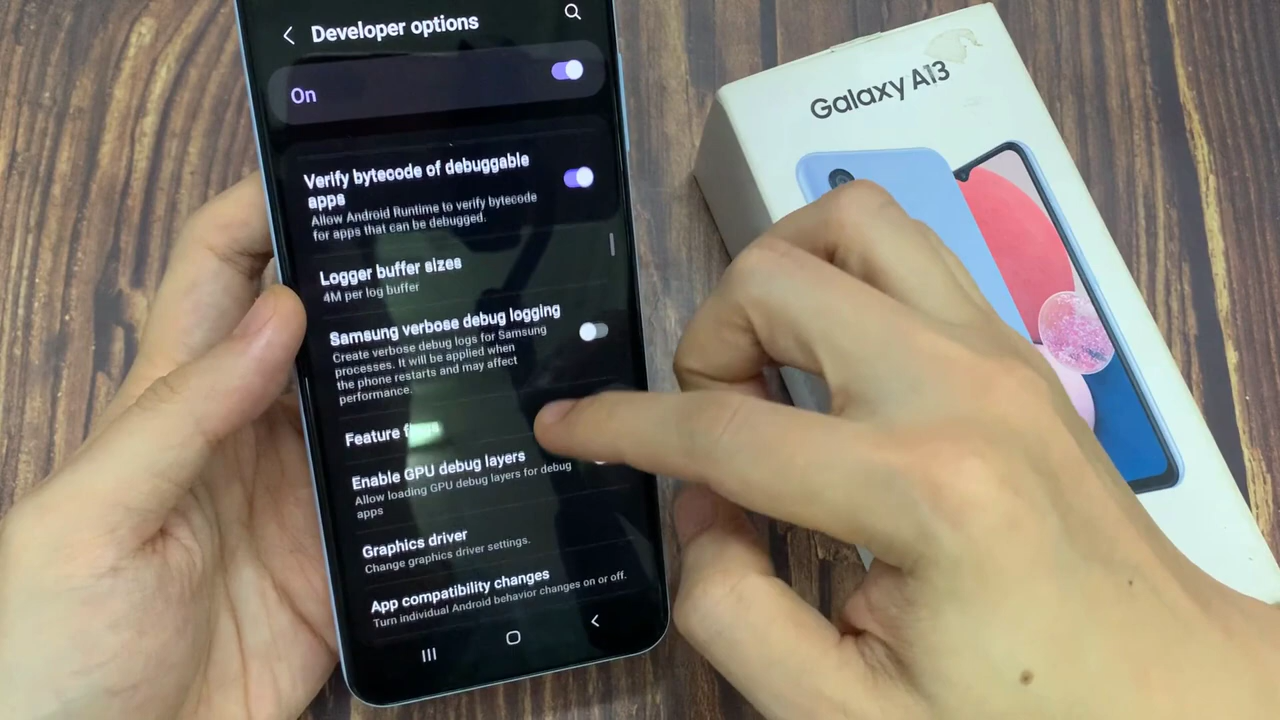 Developer options
On
Verify bytecode of debuggable
apps
Allow Android Runtime to verify bytecode
for apps that can be debugged.
Logger buffer sizes
4M per log buffer
Samsung verbose debug logging
Create verbose debug logs for Samsung
processes. It will be applied when
the phone restarts and may affect
performance.
Feature flags
Enable GPU debug layers
Allow loading GPU debug layers for debug
apps
Graphics driver
Change graphics driver settings.
App compatibility changes
Turn individual Android behavior changes on or off.
Galaxy A13